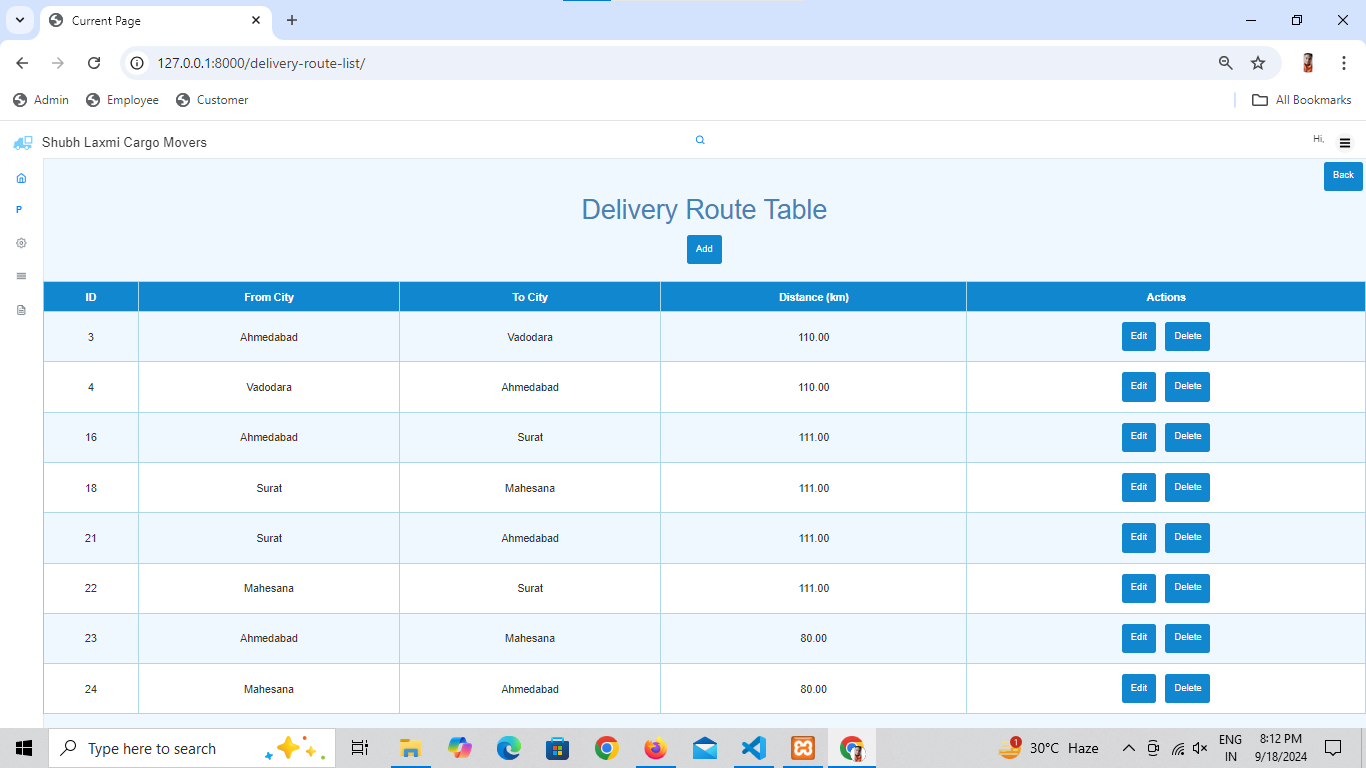 Current Page
127.0.0.1:8000/delivery-route-list/
Admin Employee Customer All Bookmarks
Shubh Laxmi Cargo Movers Hi,
Back
P
Delivery Route Table
Add
ID From City To City Distance (km) Actions
3 Ahmedabad Vadodara 110.00 Edit Delete
4 Vadodara Ahmedabad 110.00 Edit Delete
16 Ahmedabad Surat 111.00 Edit Delete
18 Surat Mahesana 111.00 Edit Delete
21 Surat Ahmedabad 111.00 Edit Delete
22 Mahesana Surat 111.00 Edit Delete
23 Ahmedabad Mahesana 80.00 Edit Delete
24 Mahesana Ahmedabad 80.00 Edit Delete
Type here to search 1 30°C Haze ENG IN 8:12 PM 9/18/2024